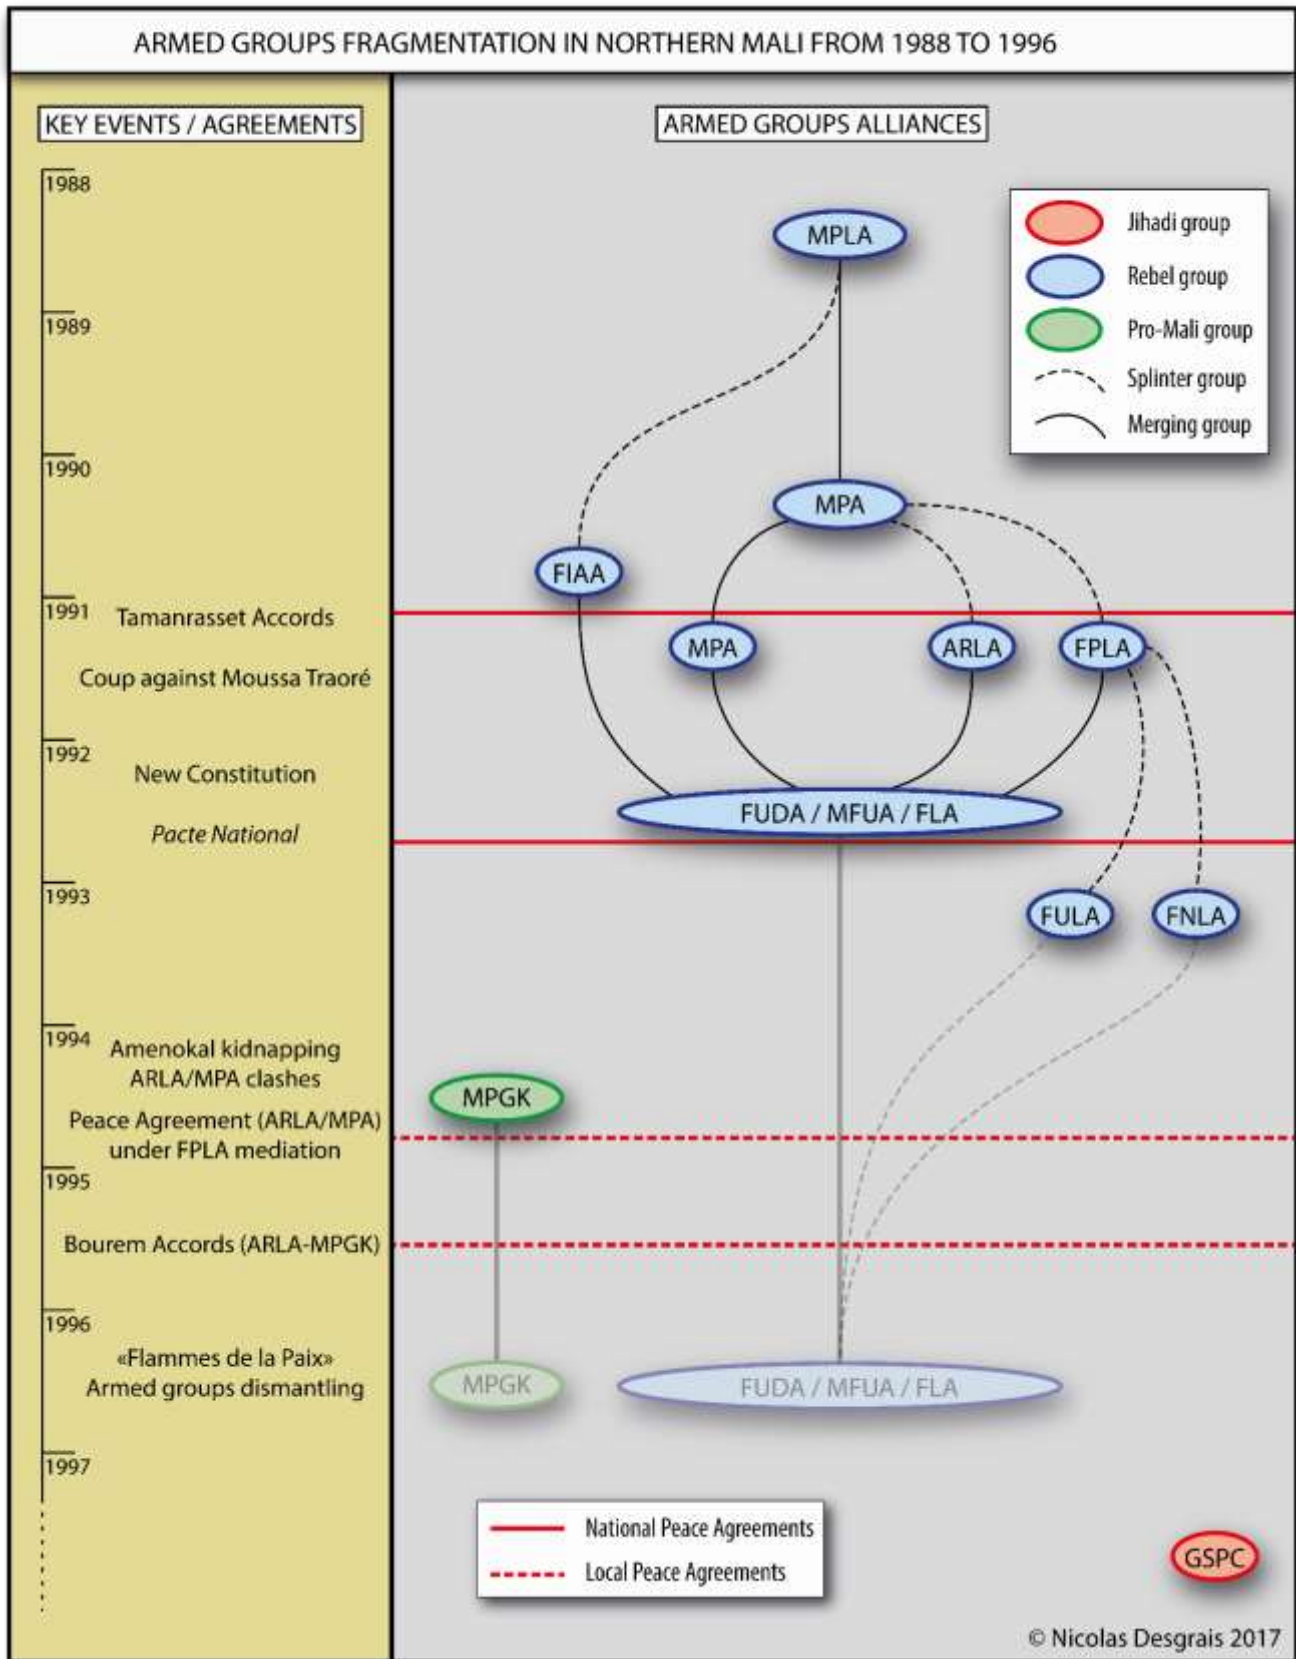 ARMED GROUPS FRAGMENTATION IN NORTHERN MALI FROM 1988 TO 1996
KEY EVENTS / AGREEMENTS
1988
1989
1990
1991
Tamanrasset Accords
Coup against Moussa Traoré
1992
New Constitution
Pacte National
1993
1994
Amenokal kidnapping
ARLA/MPA clashes
Peace Agreement (ARLA/MPA)
under FPLA mediation
1995
Bourem Accords (ARLA-MPGK)
1996
«Flammes de la Paix»
Armed groups dismantling
1997
ARMED GROUPS ALLIANCES
Jihadi group
Rebel group
Pro-Mali group
Splinter group
Merging group
MPLA
MPA
FIAA
MPA
ARLA
FPLA
FUDA / MFUA / FLA
FULA
FNLA
MPGK
MPGK
FUDA / MFUA / FLA
National Peace Agreements
Local Peace Agreements
GSPC
© Nicolas Desgrais 2017